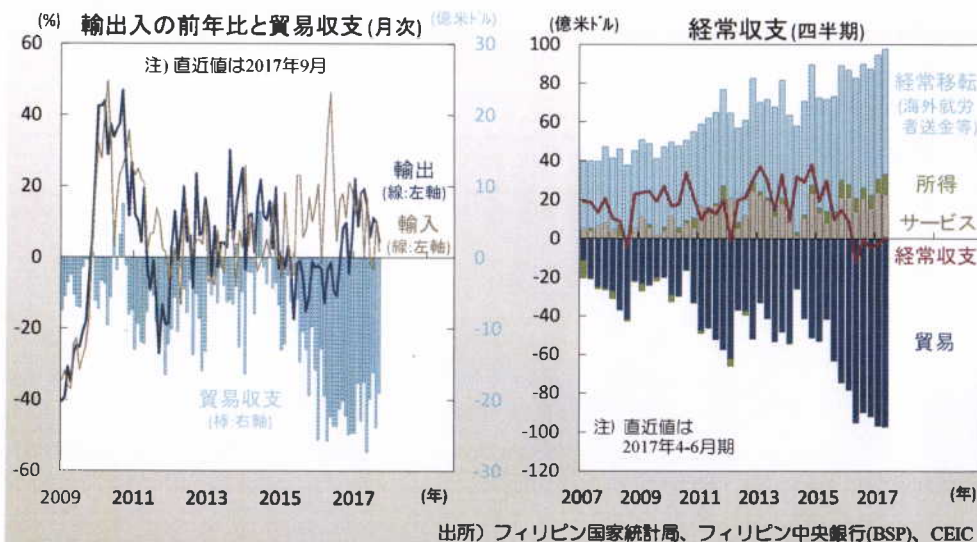 (%) 輸出入の前年比と貿易収支(月次) (億米ドル)
注) 直近値は2017年9月
60
40
20
0
-20
-40
-60
30
20
10
0
-10
-20
-30
輸出
(線:左軸)
輸入
(線:左軸)
貿易収支
(棒:右軸)
2009 2011 2013 2015 2017 (年)
(億米ドル) 経常収支(四半期)
100
80
60
40
20
0
-20
-40
-60
-80
-100
-120
経常移転
(海外就労
者送金等)
所得
サービス
経常収支
貿易
注) 直近値は
2017年4-6月期
2007 2009 2011 2013 2015 2017 (年)
出所) フィリピン国家統計局、フィリピン中央銀行(BSP)、CEIC